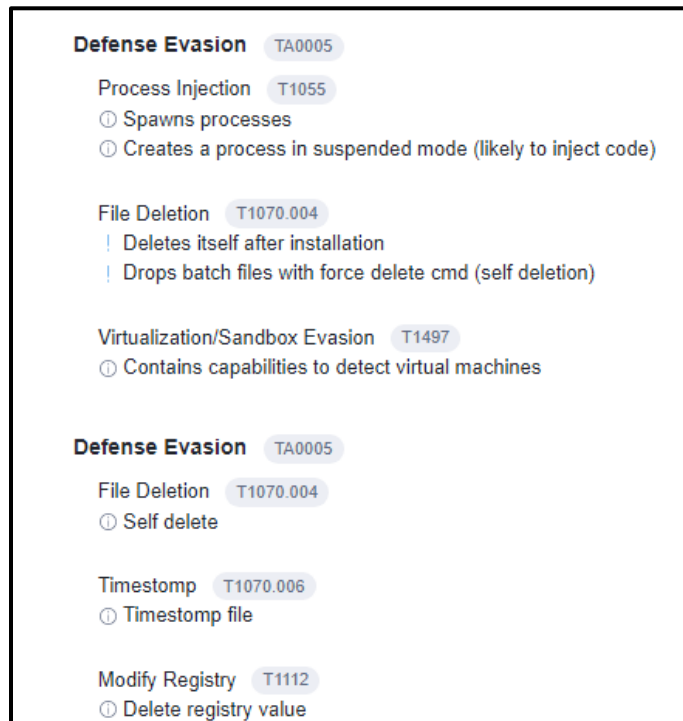 Defense Evasion TA0005
Process Injection T1055
Spawns processes
Creates a process in suspended mode (likely to inject code)
File Deletion T1070.004
Deletes itself after installation
Drops batch files with force delete cmd (self deletion)
Virtualization/Sandbox Evasion T1497
Contains capabilities to detect virtual machines
Defense Evasion TA0005
File Deletion T1070.004
Self delete
Timestomp T1070.006
Timestomp file
Modify Registry T1112
Delete registry value